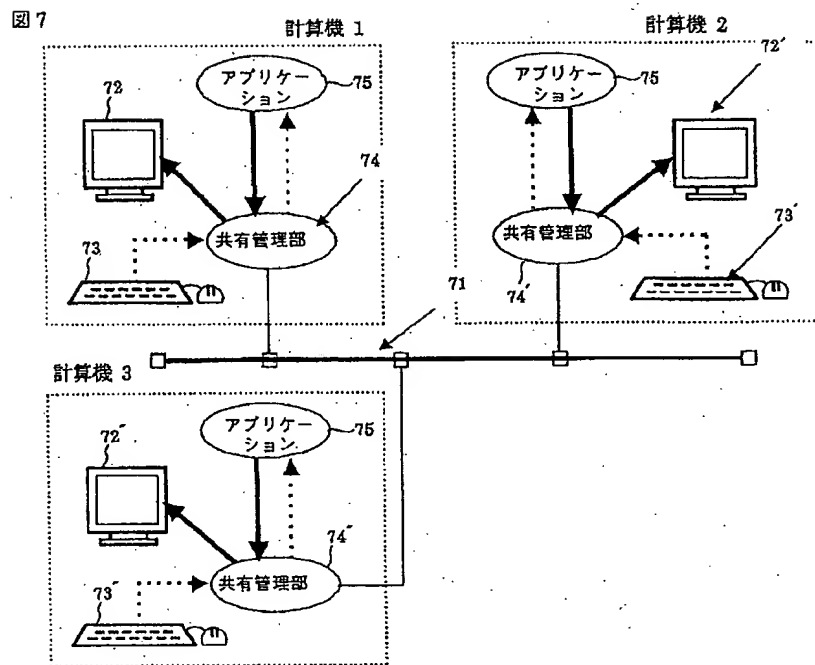 図7
計算機 1
72
アプリケー
ション
75
74
共有管理部
73
計算機 2
アプリケー
ション
75
72′
共有管理部
74′
73′
71
計算機 3
72″
アプリケー
ション
75
74″
共有管理部
73″